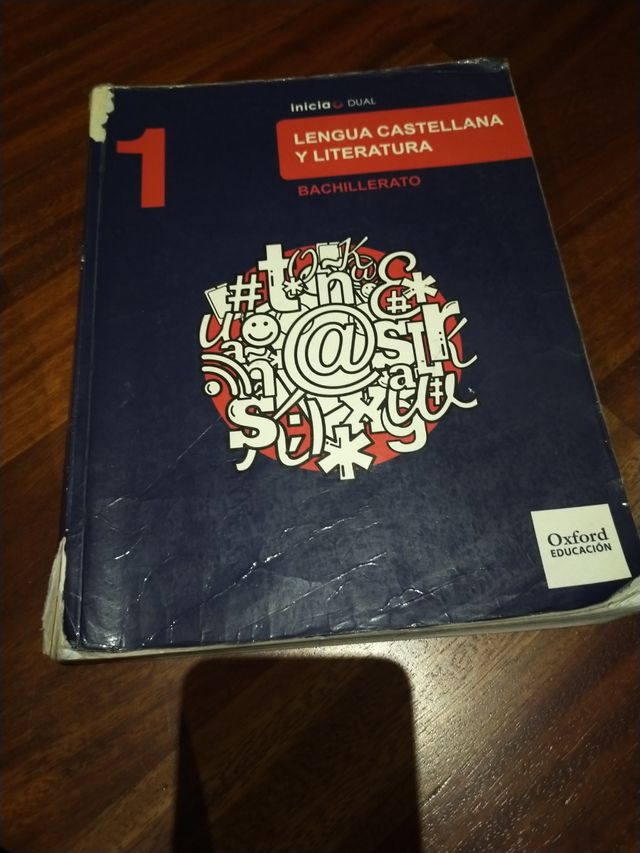 inicia DUAL
1
LENGUA CASTELLANA
Y LITERATURA
BACHILLERATO
@
Oxford
EDUCACIÓN